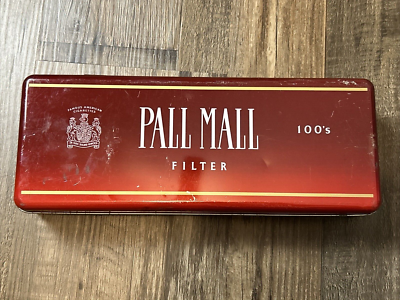 FAMOUS AMERICAN
CIGARETTES
PALL MALL
FILTER
100's